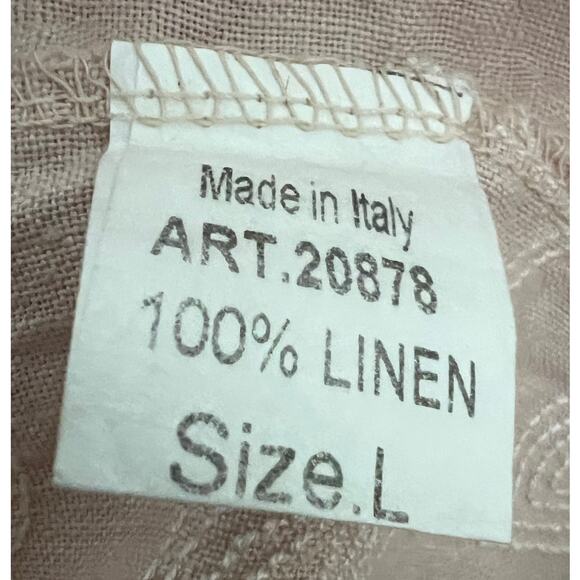 Made in Italy
ART.20878
100% LINEN
Size.L